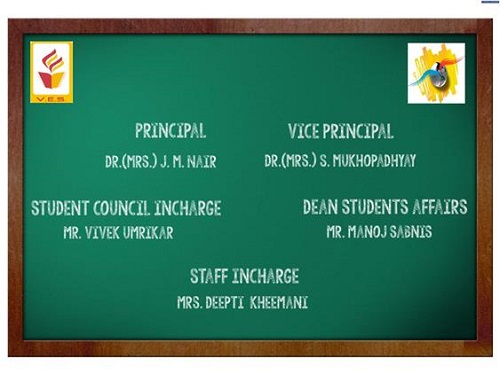 V.E.S.
PRINCIPAL
DR.(MRS.) J. M. NAIR
VICE PRINCIPAL
DR.(MRS.) S. MUKHOPADHYAY
STUDENT COUNCIL INCHARGE
MR. VIVEK UMRIKAR
DEAN STUDENTS AFFAIRS
MR. MANOJ SABNIS
STAFF INCHARGE
MRS. DEEPTI KHEEMANI